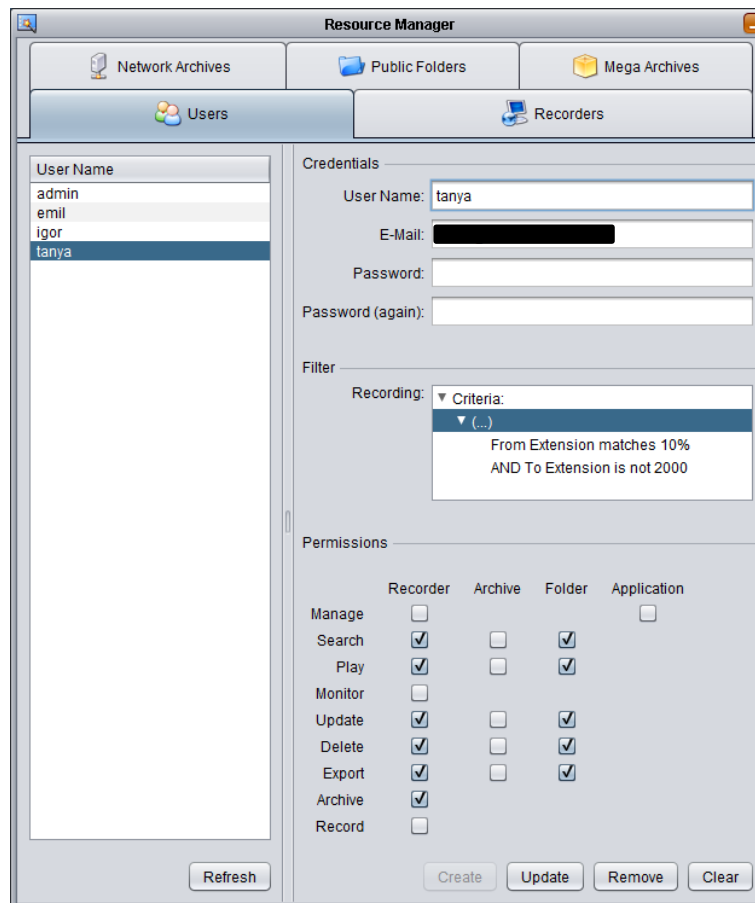 Resource Manager
Network Archives
Public Folders
Mega Archives
Users
Recorders
User Name
admin
emil
igor
tanya
Credentials
User Name: tanya
E-Mail:
Password:
Password (again):
Filter
Recording:
Criteria:
(...)
From Extension matches 10%
AND To Extension is not 2000
Permissions
Recorder Archive Folder Application
Manage
Search
Play
Monitor
Update
Delete
Export
Archive
Record
Refresh
Create Update Remove Clear